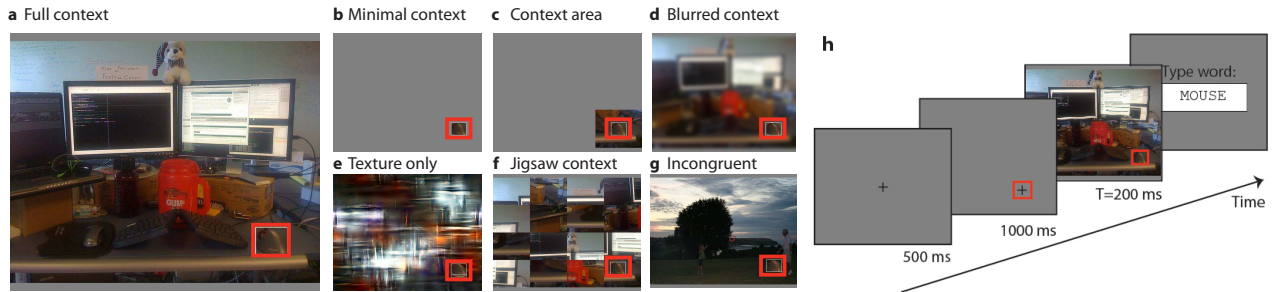 a Full context
b Minimal context
c Context area
d Blurred context
e Texture only
f Jigsaw context
g Incongruent
h
Type word:
MOUSE
T=200 ms
1000 ms
500 ms
Time
GUMP